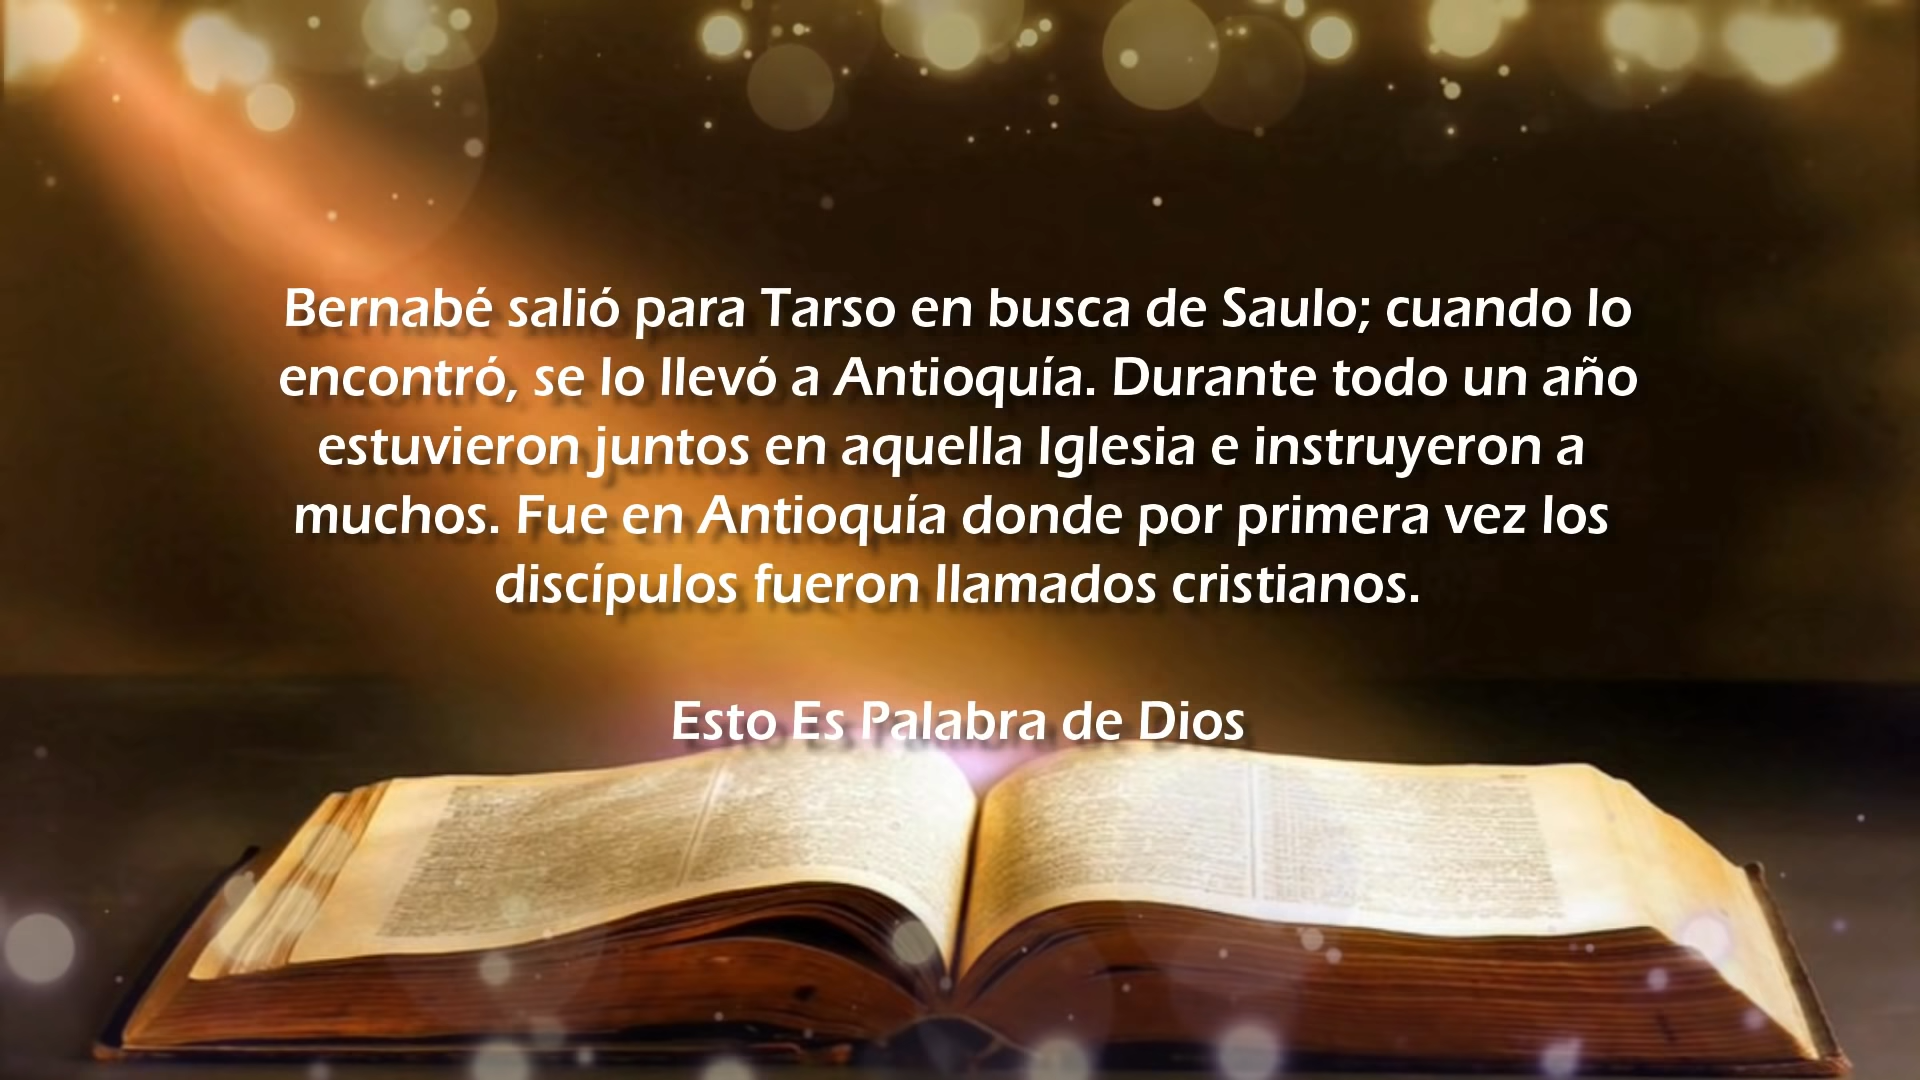 Bernabé salió para Tarso en busca de Saulo; cuando lo
encontró, se lo llevó a Antioquía. Durante todo un año
estuvieron juntos en aquella Iglesia e instruyeron a
muchos. Fue en Antioquía donde por primera vez los
discípulos fueron llamados cristianos.
Esto Es Palabra de Dios